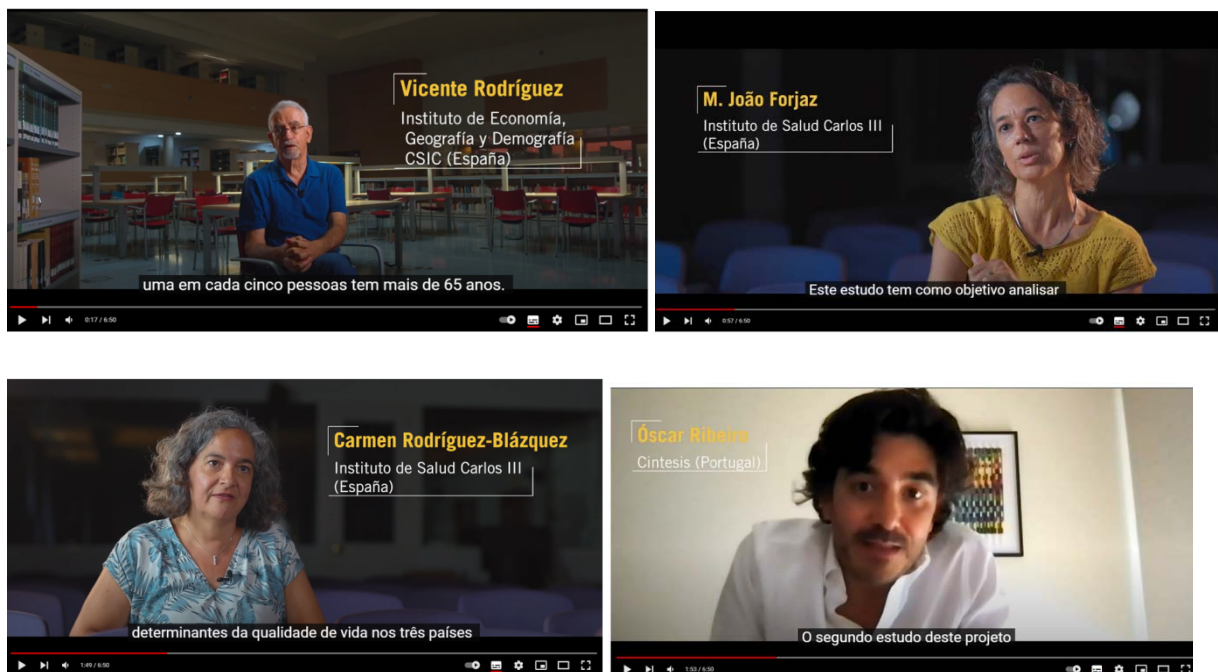 Vicente Rodríguez
Instituto de Economía,
Geografía y Demografía
CSIC (España)
uma em cada cinco pessoas tem mais de 65 anos.
0:17 / 6:50
M. João Forjaz
Instituto de Salud Carlos III
(España)
Este estudo tem como objetivo analisar
0:57 / 6:50
Carmen Rodríguez-Blázquez
Instituto de Salud Carlos III
(España)
determinantes da qualidade de vida nos três países
1:49 / 6:50
Óscar Ribeiro
Cintesis (Portugal)
O segundo estudo deste projeto
1:53 / 6:50